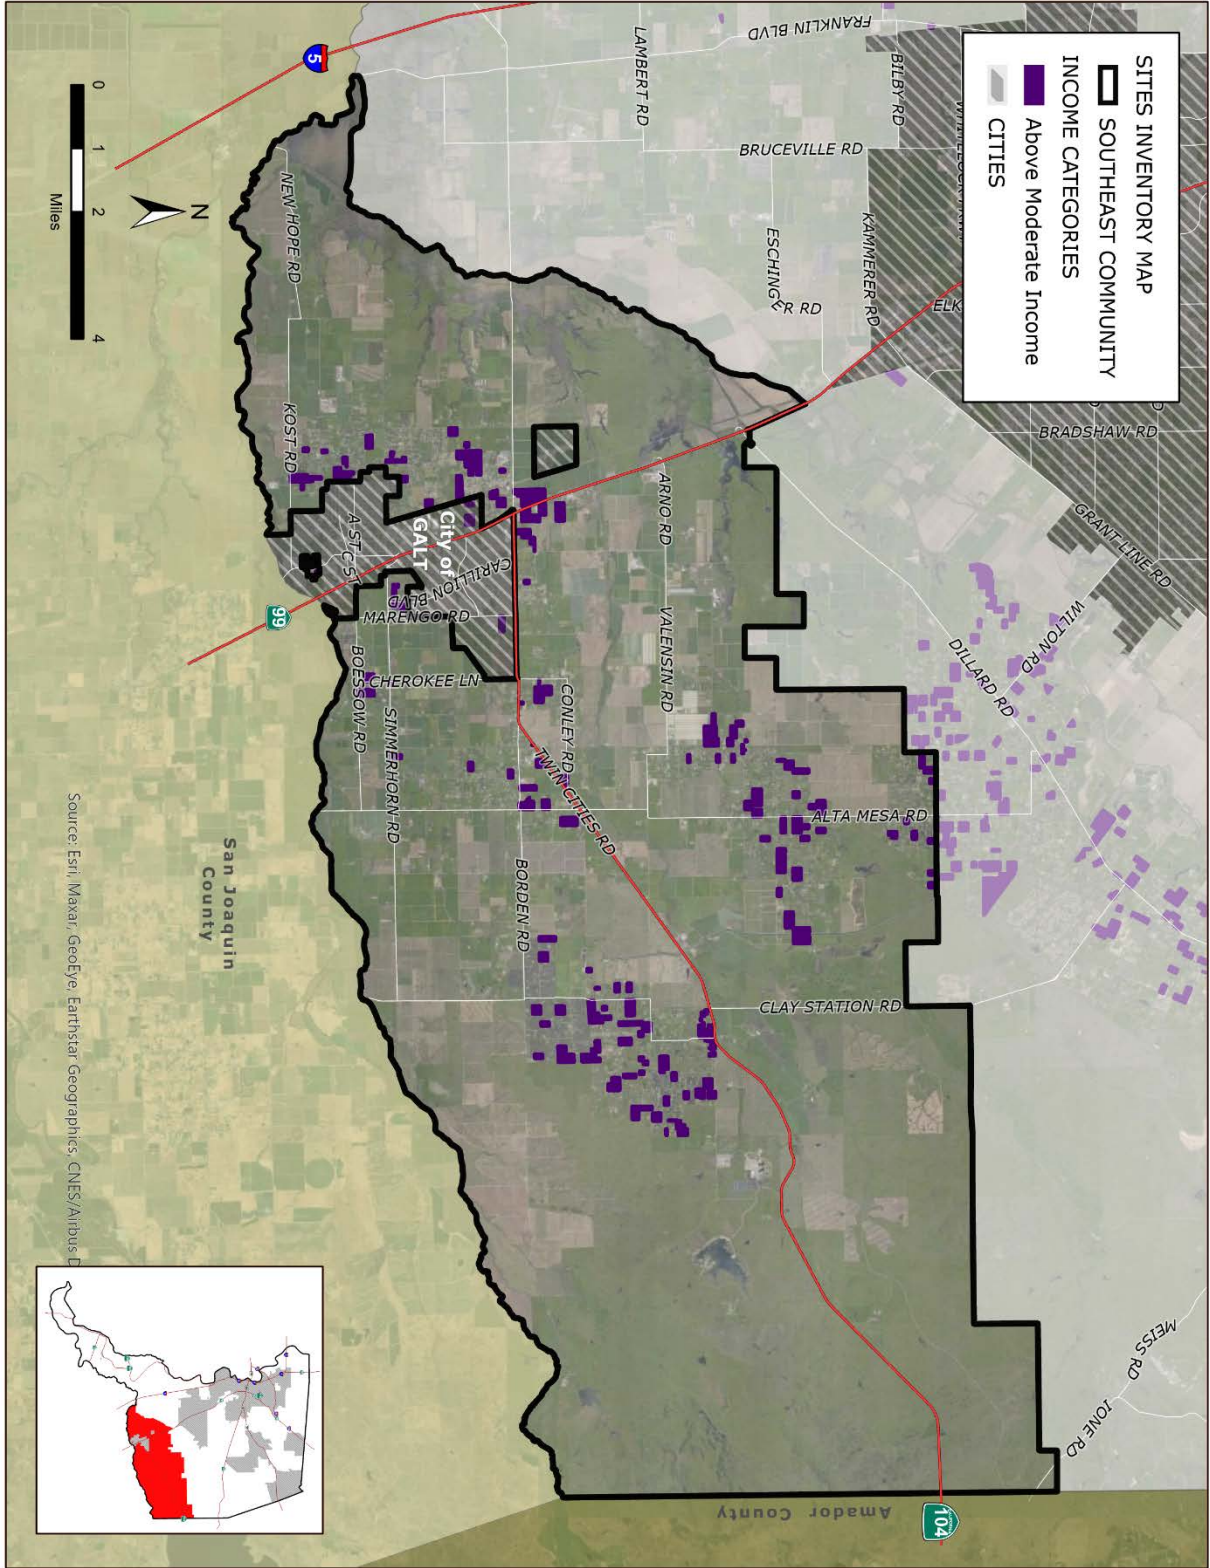 SITES INVENTORY MAP
SOUTHEAST COMMUNITY
INCOME CATEGORIES
Above Moderate Income
CITIES
FRANKLIN BLVD
LAMBERT RD
BILBY RD
BRUCEVILLE RD
KAMMERER RD
ESCHINGER RD
ELK
BRADSHAW RD
GRANT LINE RD
WILTON RD
DILLARD RD
5
NEW HOPE RD
KOST RD
ARNO RD
VALENSIN RD
A ST
C ST
City of
GALT
CARILLION BLVD
MARENGO RD
99
CHEROKEE LN
BOESSOW RD
SIMMERHORN RD
CONLEY RD
TWIN CITIES RD
ALTA MESA RD
BORDEN RD
CLAY STATION RD
MEISS RD
IONE RD
104
Amador County
San Joaquin
County
N
0 1 2 4
Miles
Source: Esri, Maxar, GeoEye, Earthstar Geographics, CNES/Airbus D